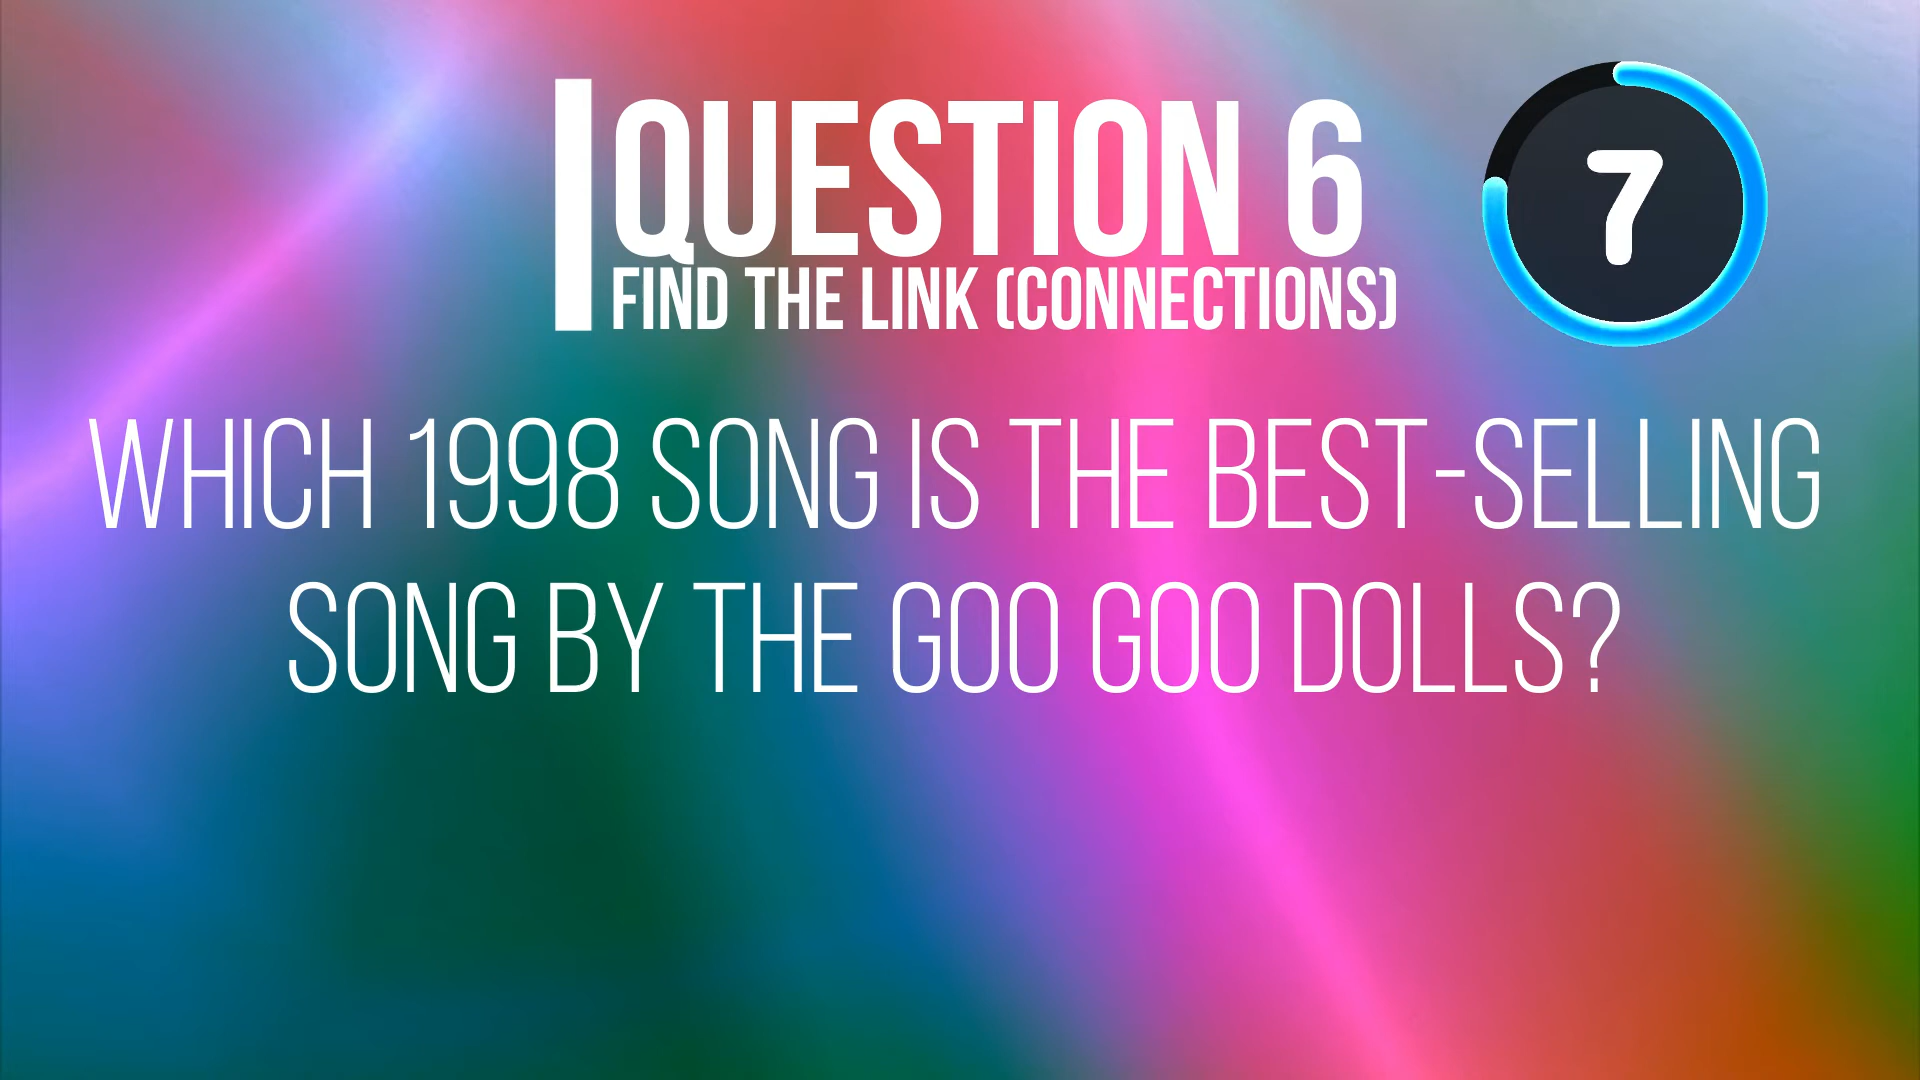 QUESTION 6
FIND THE LINK (CONNECTIONS)
7
WHICH 1998 SONG IS THE BEST-SELLING
SONG BY THE GOO GOO DOLLS?